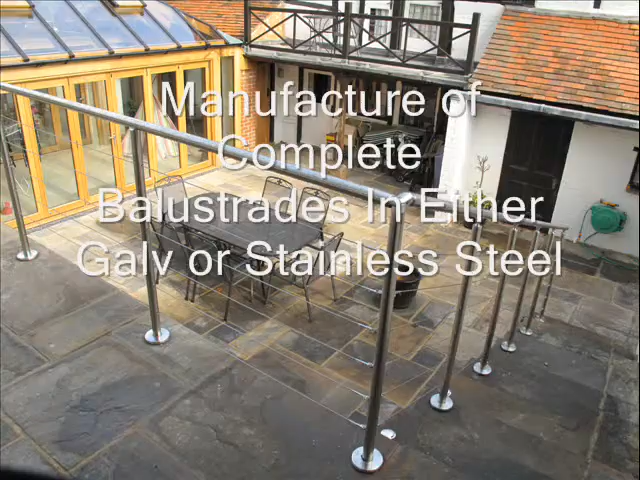 Manufacture of
Complete
Balustrades In Either
Galv or Stainless Steel